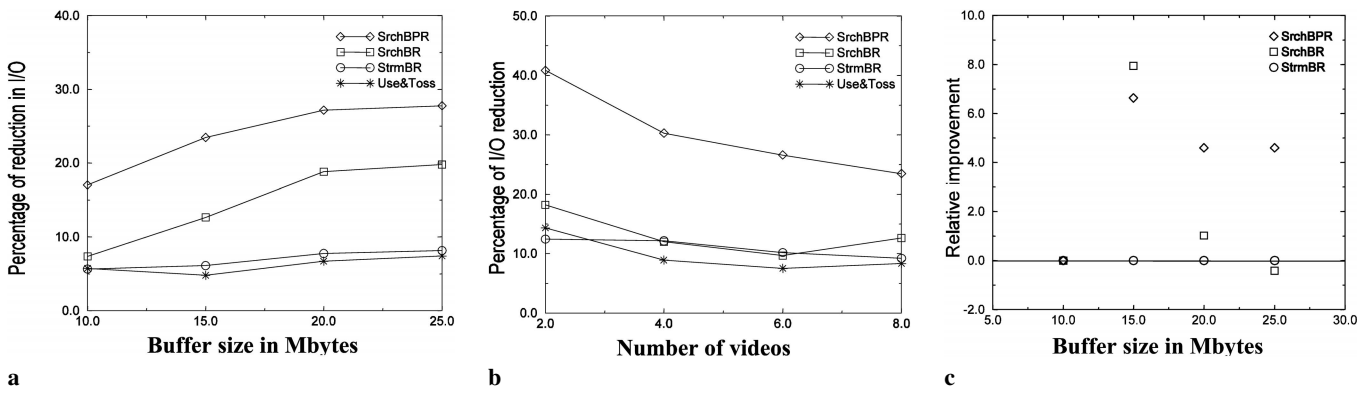 40.0
30.0
20.0
10.0
0.0
10.0 15.0 20.0 25.0
Percentage of reduction in I/O
Buffer size in Mbytes
SrchBPR
SrchBR
StrmBR
Use&Toss
a
50.0
40.0
30.0
20.0
10.0
0.0
2.0 4.0 6.0 8.0
Percentage of I/O reduction
Number of videos
SrchBPR
SrchBR
StrmBR
Use&Toss
b
10.0
8.0
6.0
4.0
2.0
0.0
-2.0
5.0 10.0 15.0 20.0 25.0 30.0
Relative improvement
Buffer size in Mbytes
SrchBPR
SrchBR
StrmBR
c